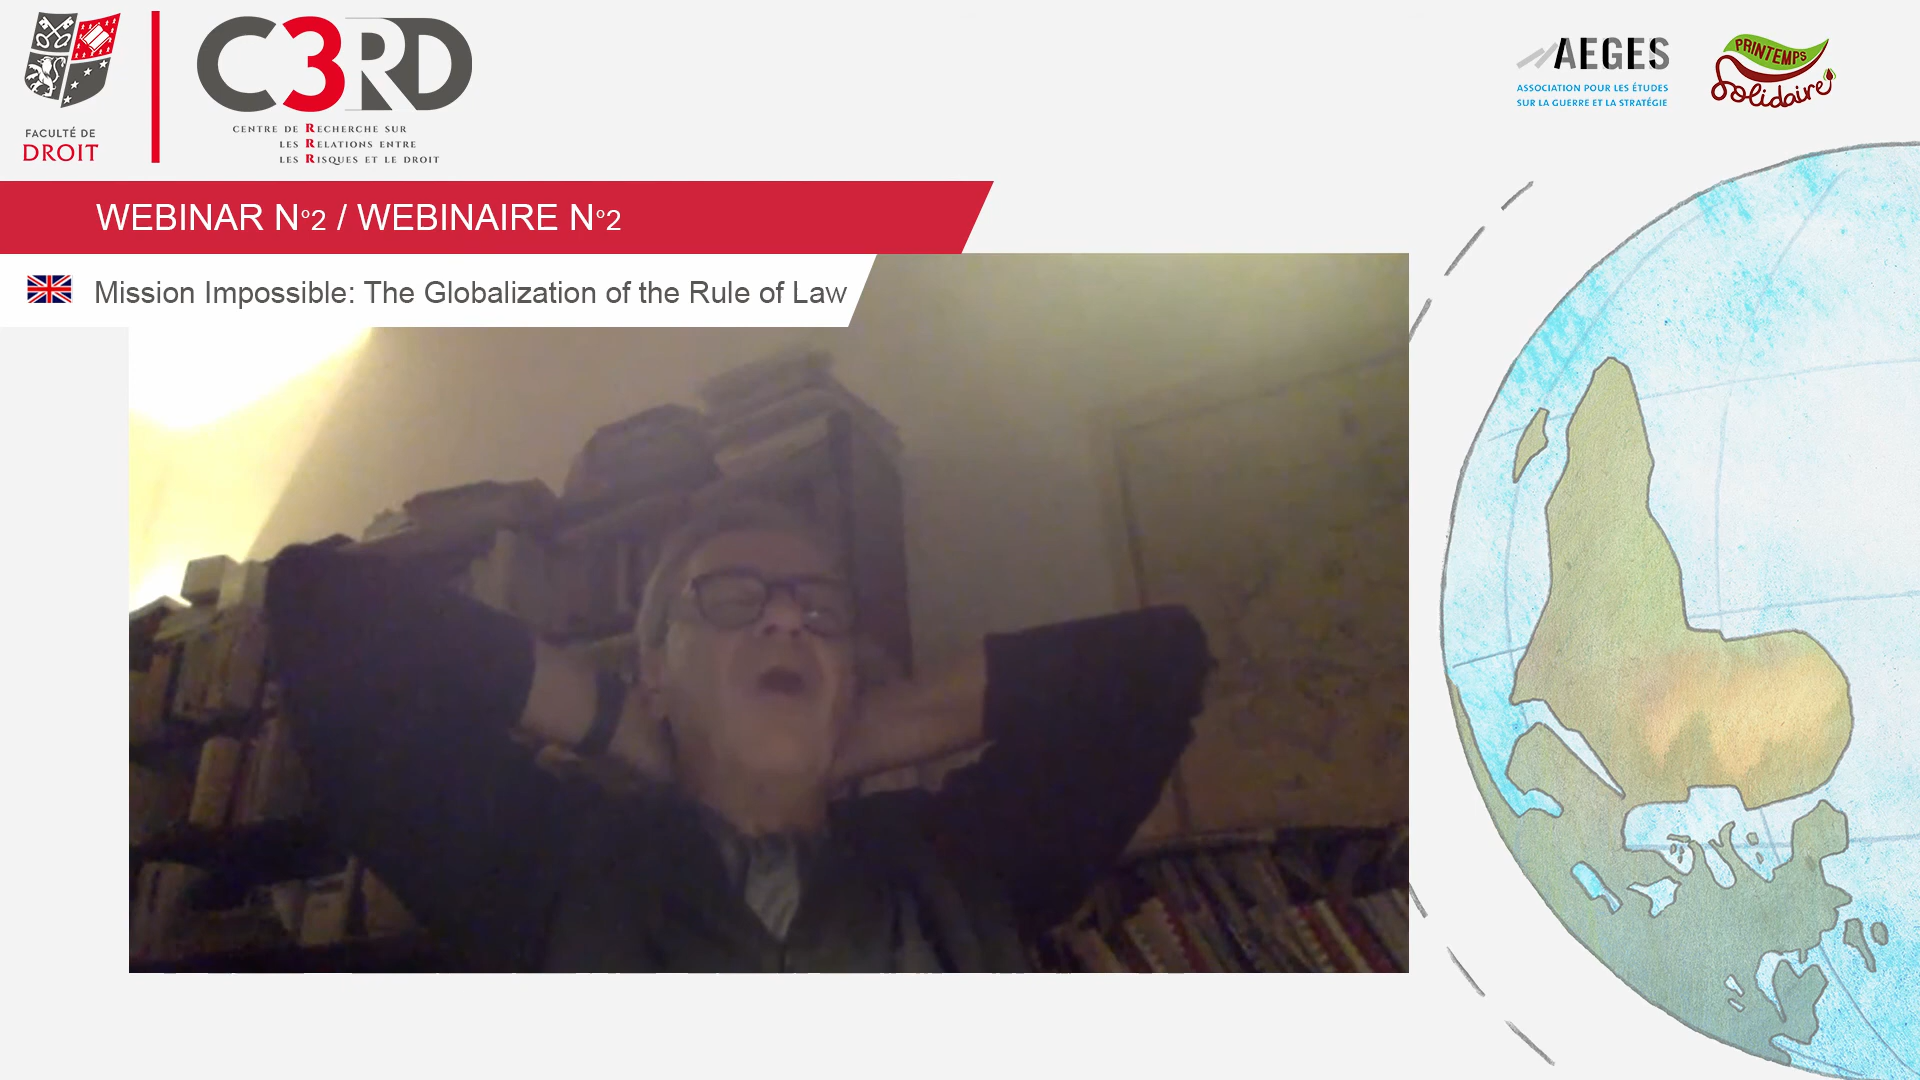 FACULTÉ DE
DROIT
C3RD
CENTRE DE RECHERCHE SUR
LES RELATIONS ENTRE
LES RISQUES ET LE DROIT
AEGES
ASSOCIATION POUR LES ÉTUDES
SUR LA GUERRE ET LA STRATÉGIE
PRINTEMPS
Solidaire
WEBINAR N°2 / WEBINAIRE N°2
Mission Impossible: The Globalization of the Rule of Law